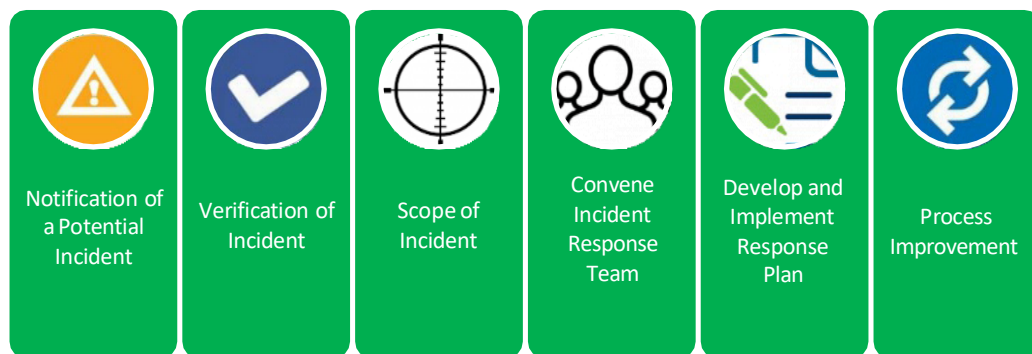 Notification of
a Potential
Incident
Verification of
Incident
Scope of
Incident
Convene
Incident
Response
Team
Develop and
Implement
Response
Plan
Process
Improvement